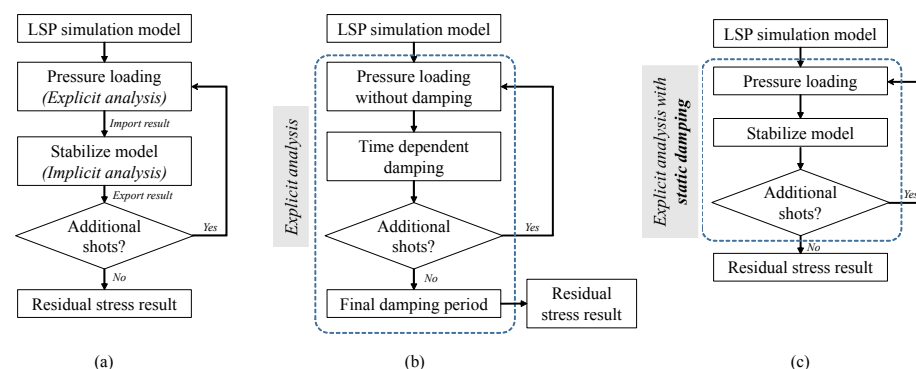 LSP simulation model
Pressure loading
(Explicit analysis)
Import result
Stabilize model
(Implicit analysis)
Export result
Additional
shots?
Yes
No
Residual stress result
(a)
LSP simulation model
Explicit analysis
Pressure loading
without damping
Time dependent
damping
Additional
shots?
Yes
No
Final damping period
Residual
stress result
(b)
LSP simulation model
Explicit analysis with
static damping
Pressure loading
Stabilize model
Additional
shots?
Yes
No
Residual stress result
(c)